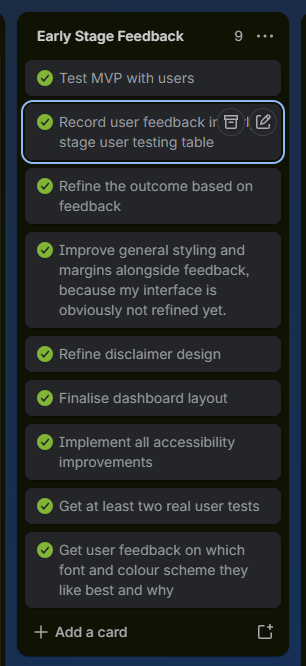 Early Stage Feedback 9
Test MVP with users
Record user feedback in
stage user testing table
Refine the outcome based on
feedback
Improve general styling and
margins alongside feedback,
because my interface is
obviously not refined yet.
Refine disclaimer design
Finalise dashboard layout
Implement all accessibility
improvements
Get at least two real user tests
Get user feedback on which
font and colour scheme they
like best and why
Add a card